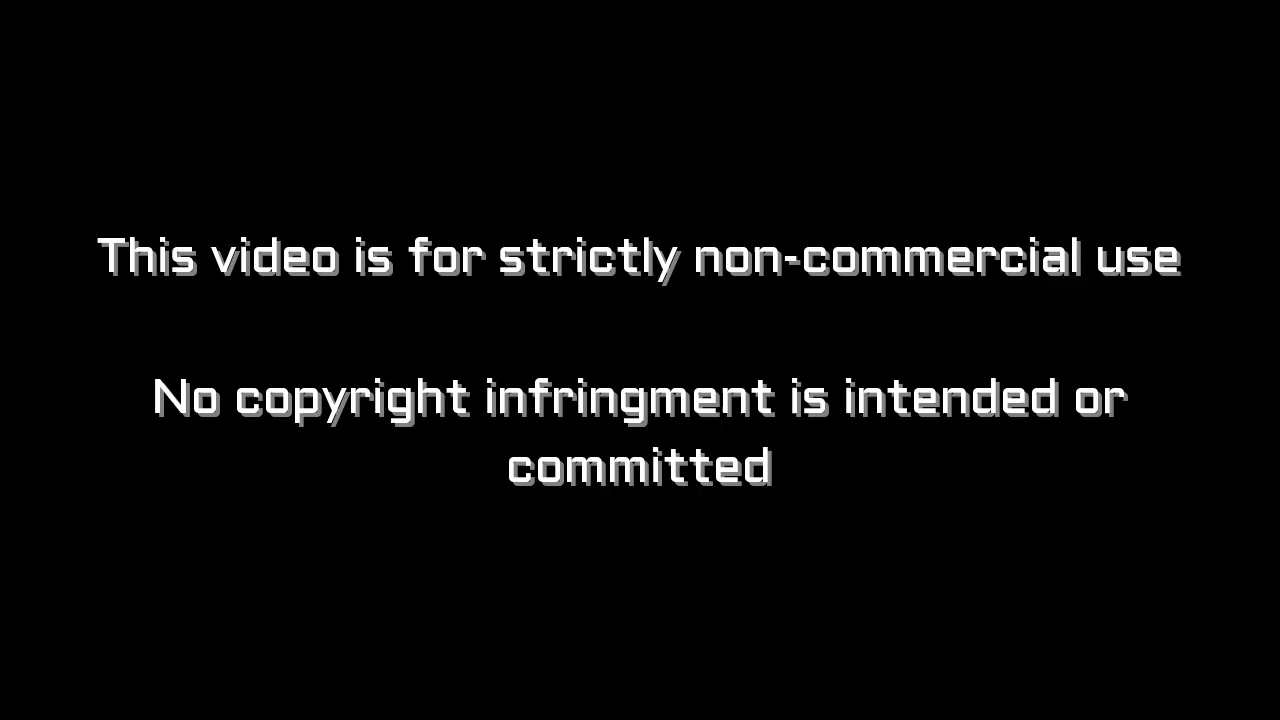 This video is for strictly non-commercial use
No copyright infringment is intended or
committed